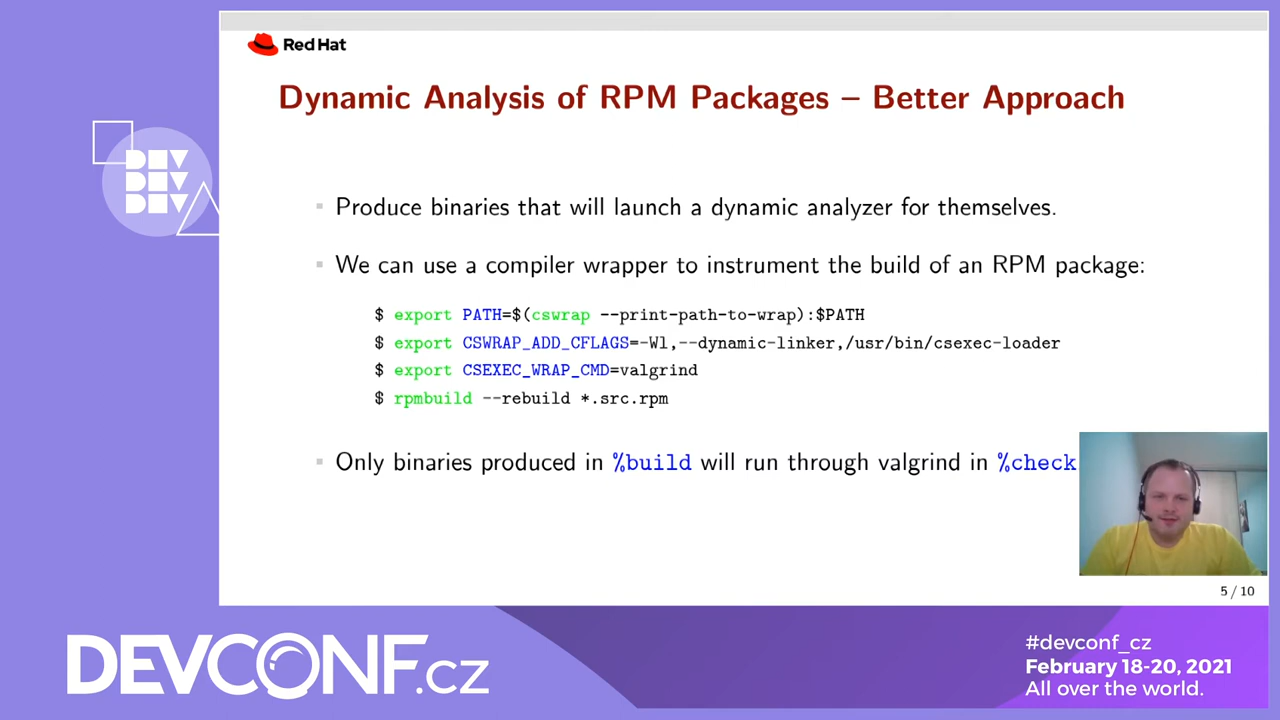 Red Hat
Dynamic Analysis of RPM Packages – Better Approach
DEV
DEV
DEV
Produce binaries that will launch a dynamic analyzer for themselves.
We can use a compiler wrapper to instrument the build of an RPM package:
$ export PATH=$(cswrap --print-path-to-wrap):$PATH
$ export CSWRAP_ADD_CFLAGS=-Wl,--dynamic-linker,/usr/bin/csexec-loader
$ export CSEXEC_WRAP_CMD=valgrind
$ rpmbuild --rebuild *.src.rpm
Only binaries produced in %build will run through valgrind in %check
5 / 10
DEVCONF.cz
#devconf_cz
February 18-20, 2021
All over the world.